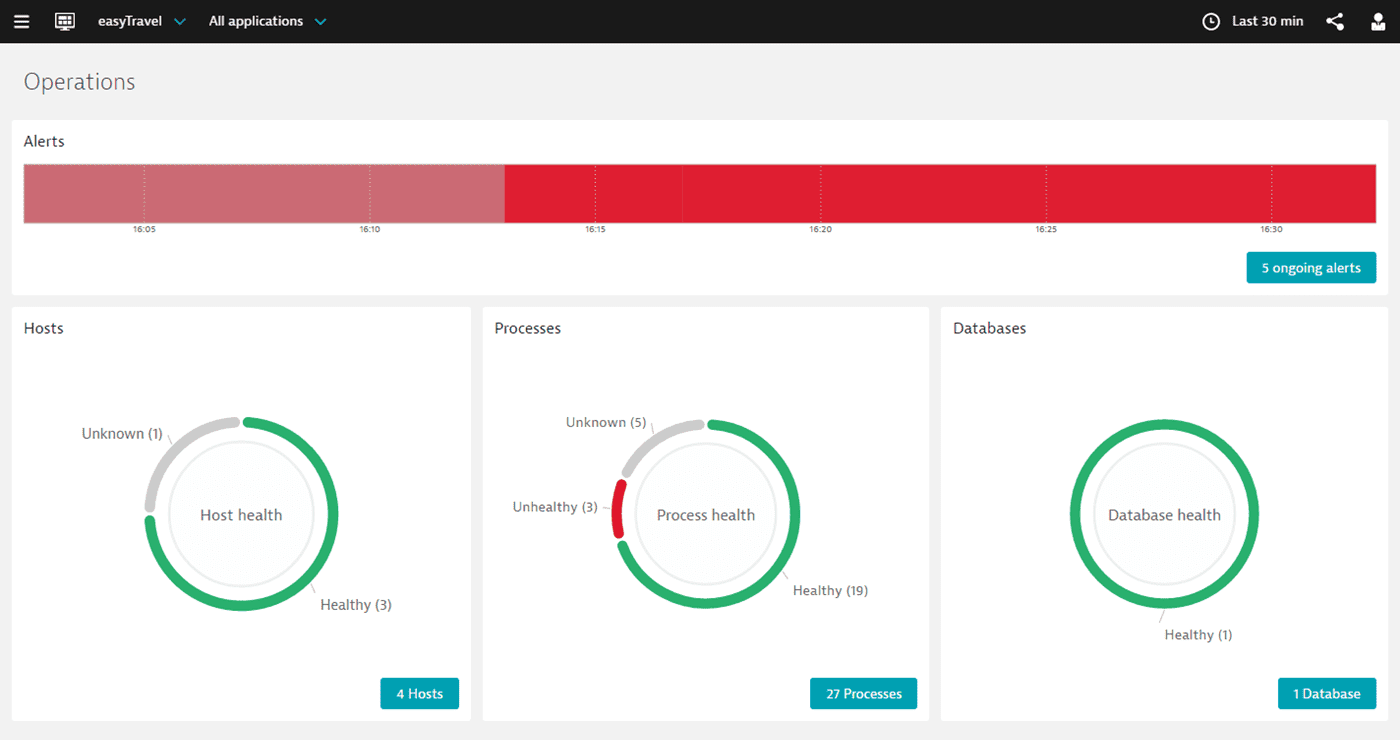 easyTravel All applications Last 30 min
Operations
Alerts
16:05 16:10 16:15 16:20 16:25 16:30
5 ongoing alerts
Hosts
Unknown (1)
Host health
Healthy (3)
4 Hosts
Processes
Unknown (5)
Unhealthy (3)
Process health
Healthy (19)
27 Processes
Databases
Database health
Healthy (1)
1 Database